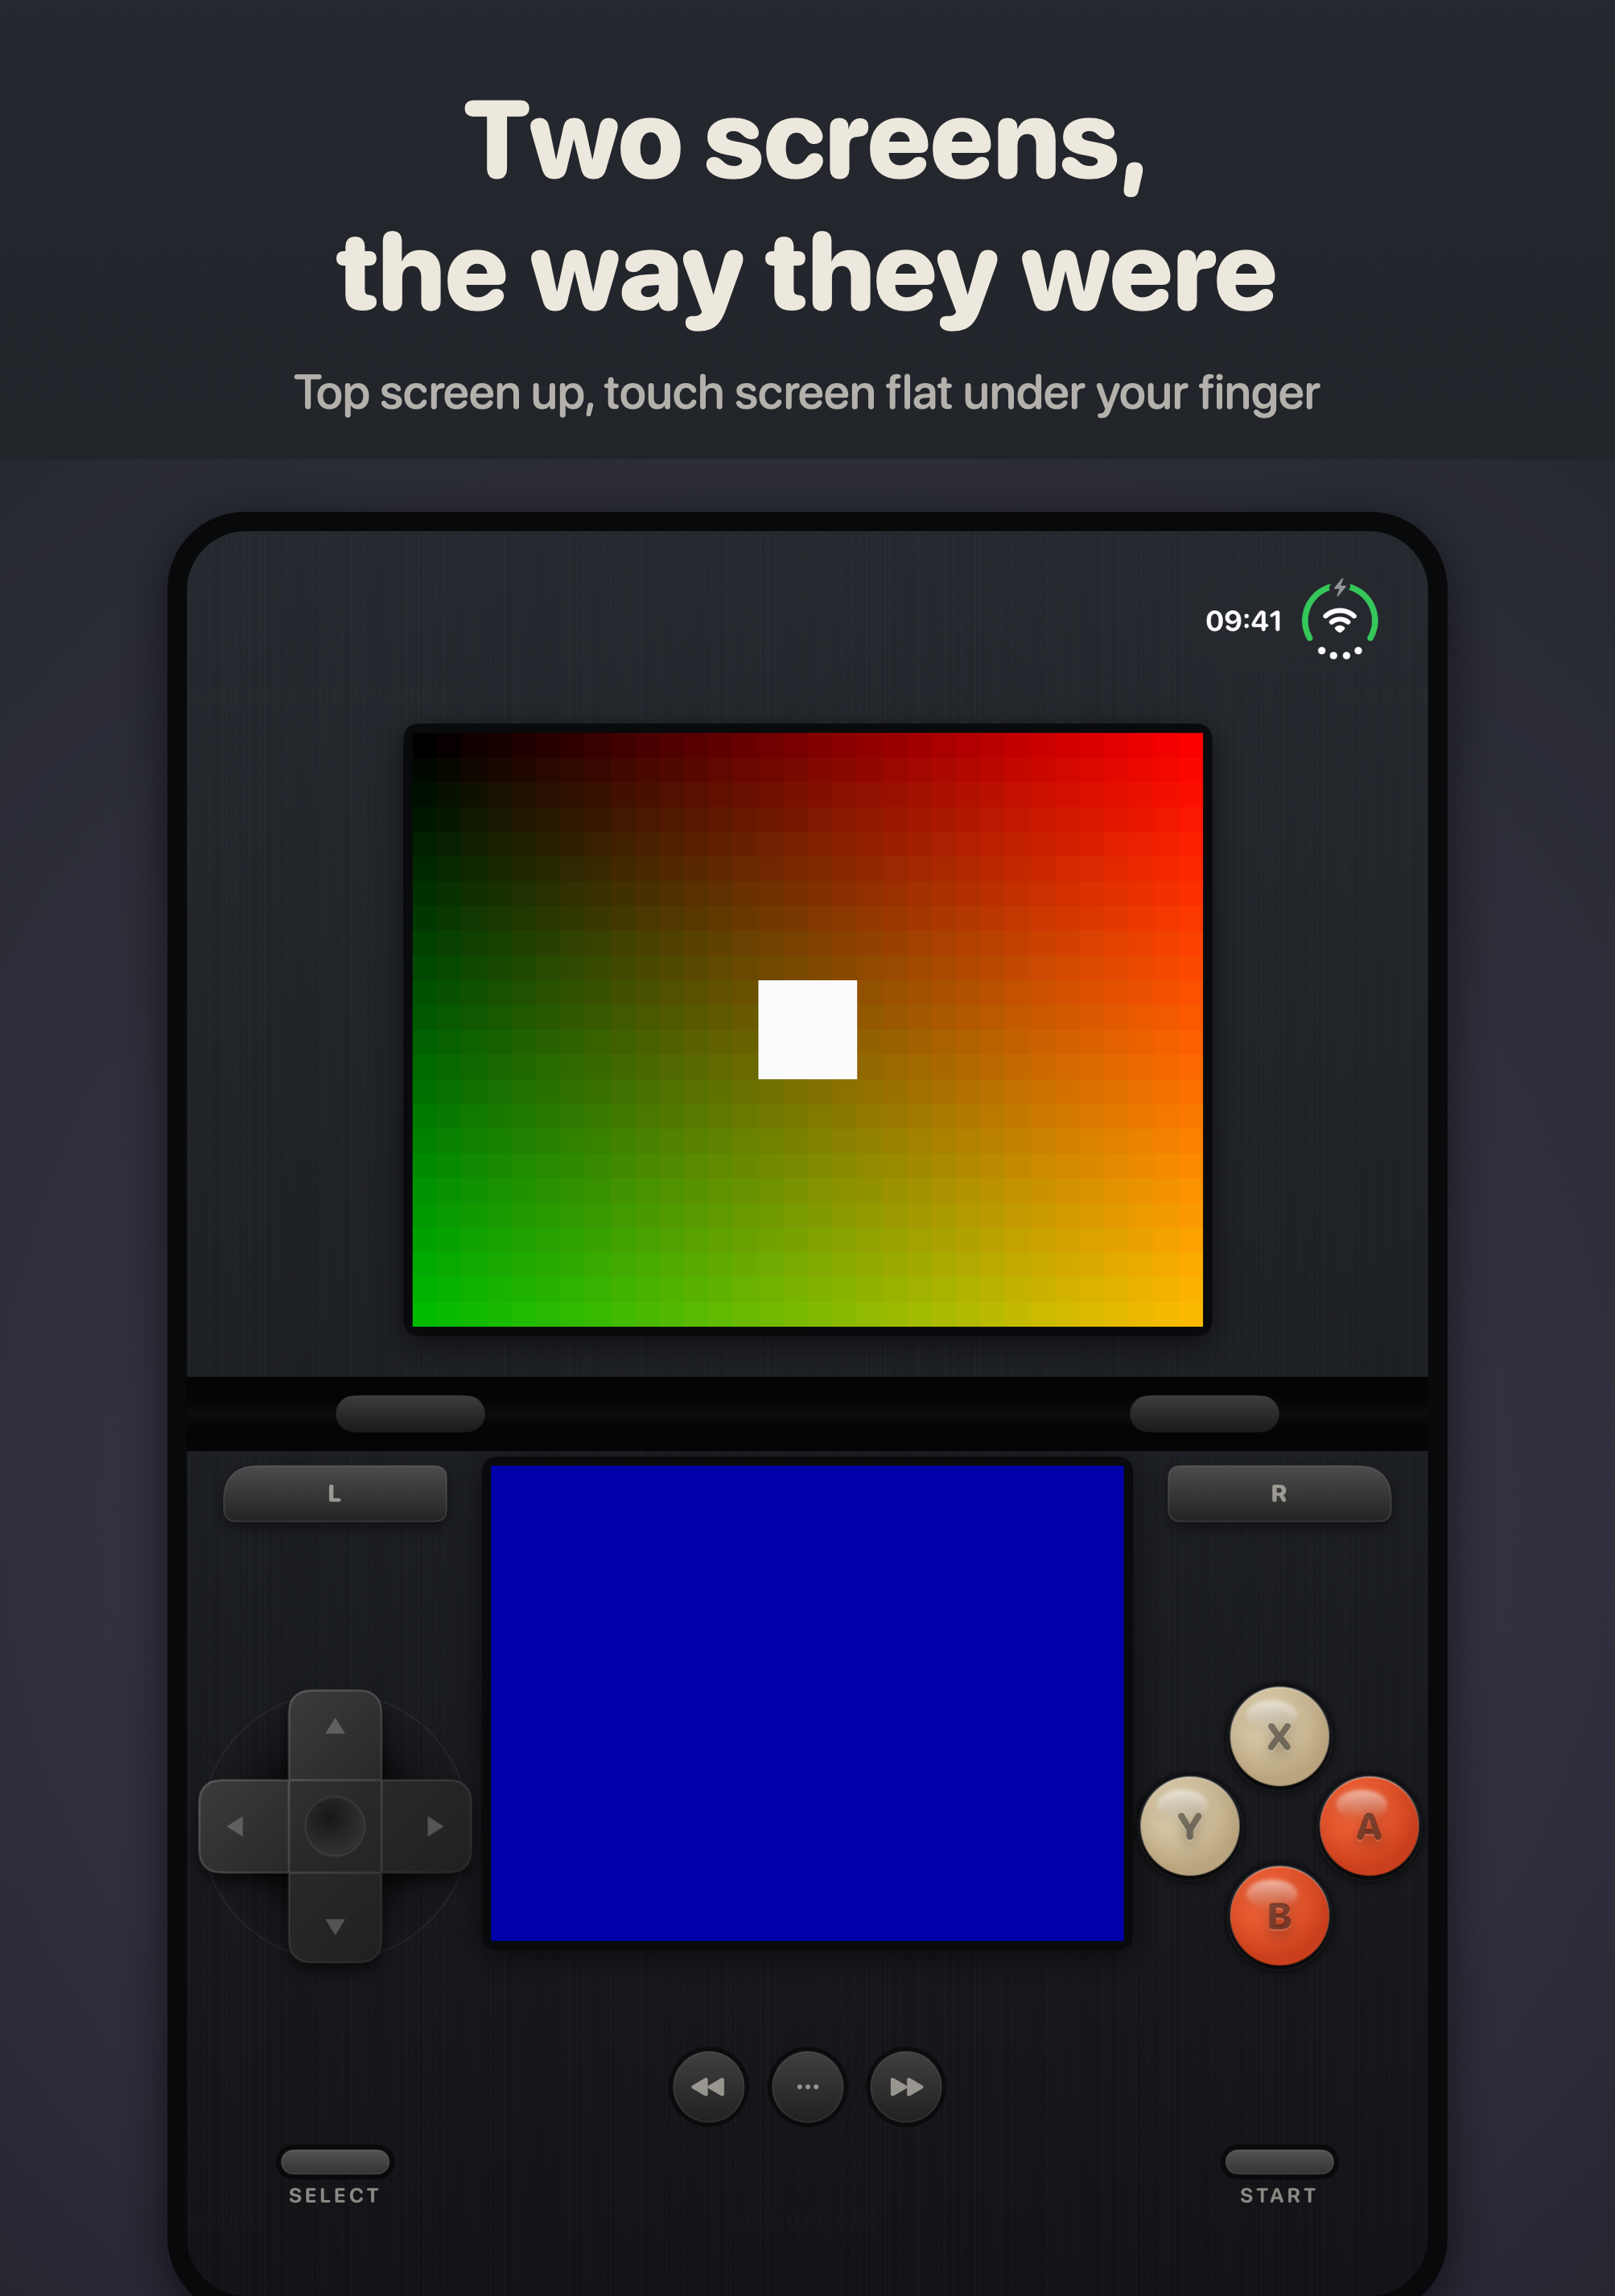 Two screens,
the way they were
Top screen up, touch screen flat under your finger
09:41
L
R
X
Y
A
B
SELECT
START